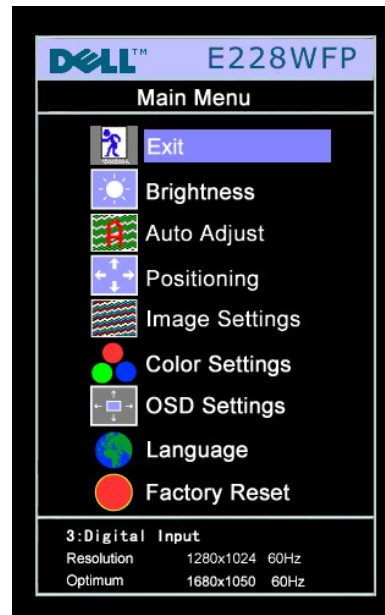 DELL™ E228WFP
Main Menu
Exit
Brightness
Auto Adjust
Positioning
Image Settings
Color Settings
OSD Settings
Language
Factory Reset
3:Digital Input
Resolution 1280x1024 60Hz
Optimum 1680x1050 60Hz